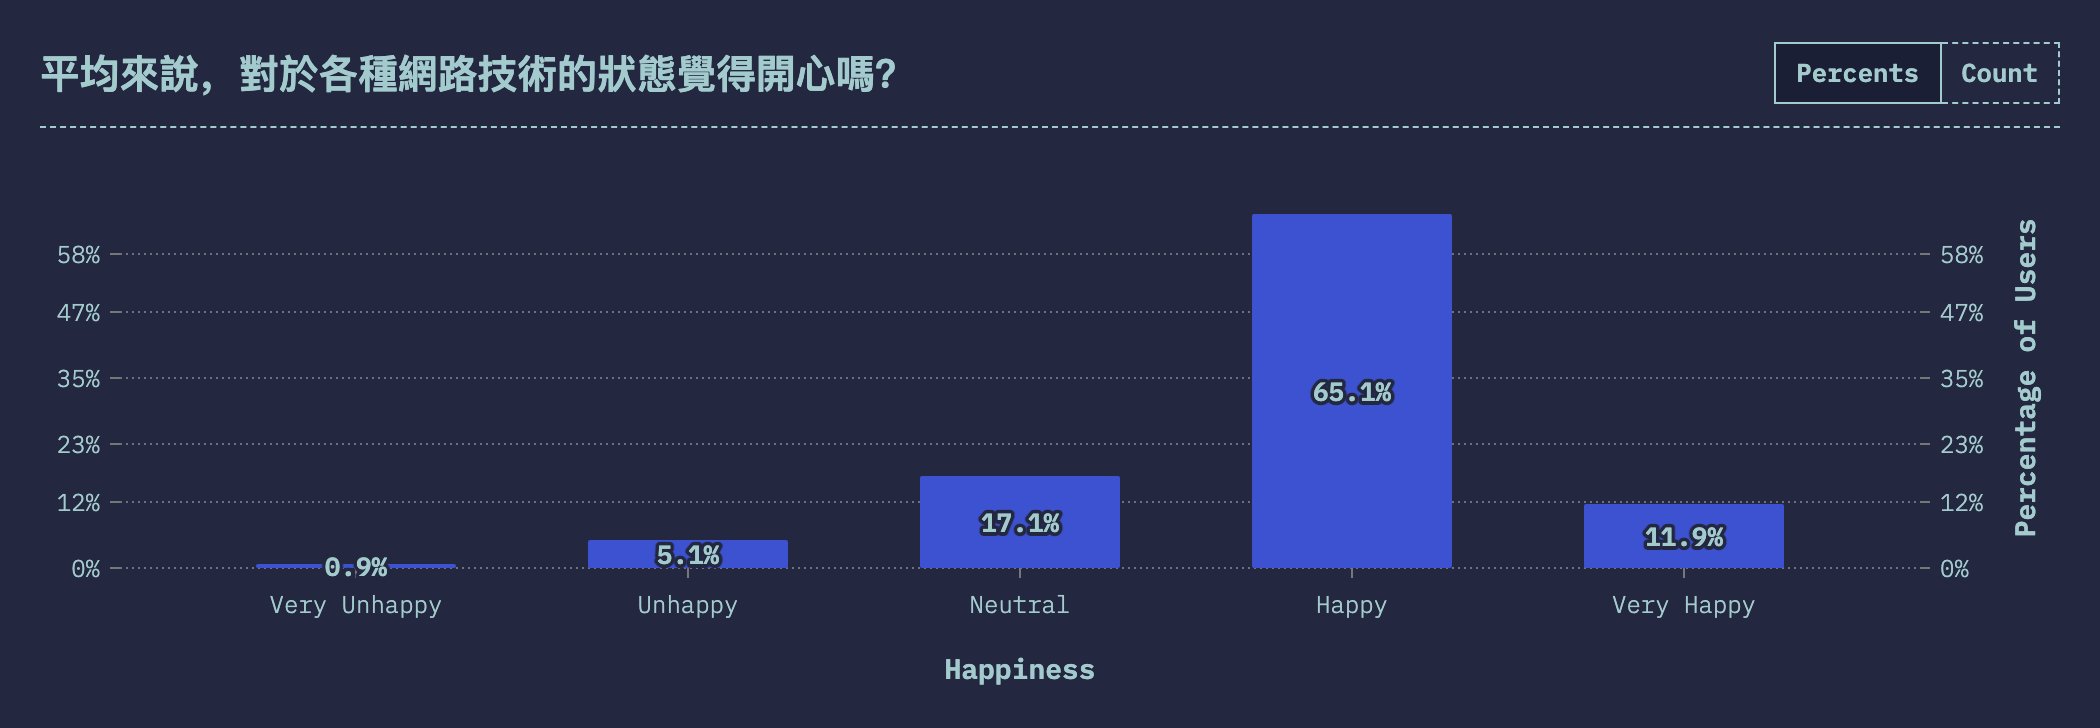 平均來說，對於各種網路技術的狀態覺得開心嗎？
Percents
Count
58%
47%
35%
23%
12%
0%
0.9%
5.1%
17.1%
65.1%
11.9%
58%
47%
35%
23%
12%
0%
Percentage of Users
Very Unhappy
Unhappy
Neutral
Happy
Very Happy
Happiness